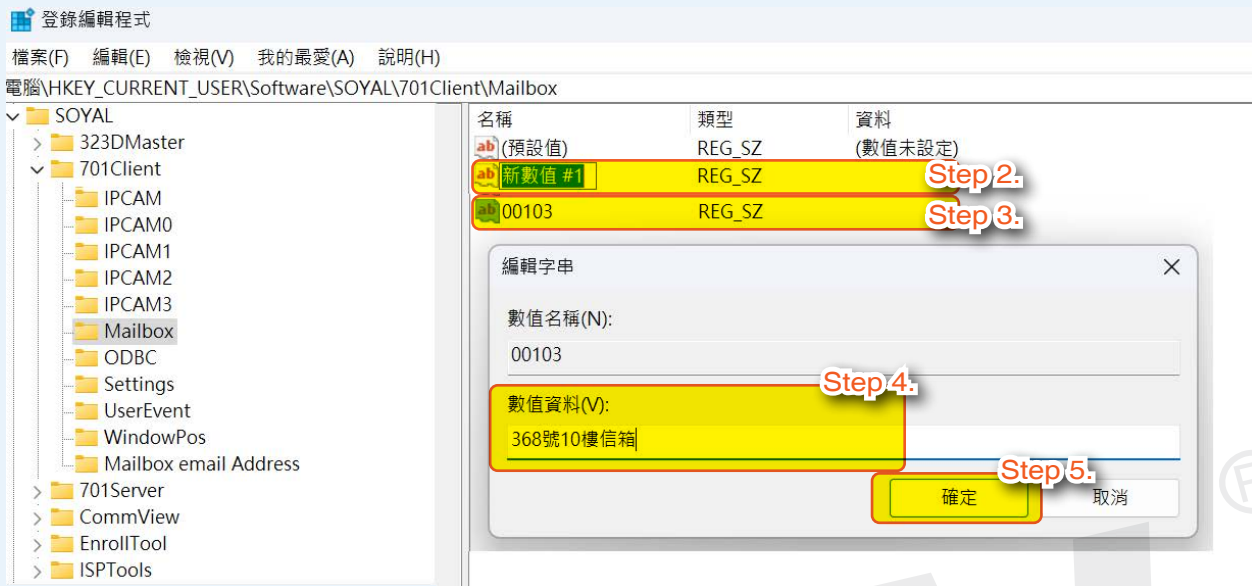 登錄編輯程式
檔案(F) 編輯(E) 檢視(V) 我的最愛(A) 說明(H)
電腦\HKEY_CURRENT_USER\Software\SOYAL\701Client\Mailbox
SOYAL
323DMaster
701Client
IPCAM
IPCAM0
IPCAM1
IPCAM2
IPCAM3
Mailbox
ODBC
Settings
UserEvent
WindowPos
Mailbox email Address
701Server
CommView
EnrollTool
ISPTools
名稱 類型 資料
ab (預設值) REG_SZ (數值未設定)
ab 新數值 #1 REG_SZ Step 2.
ab 00103 REG_SZ Step 3.
編輯字串
數值名稱(N):
00103
Step 4.
數值資料(V):
368號10樓信箱
Step 5.
確定 取消
®